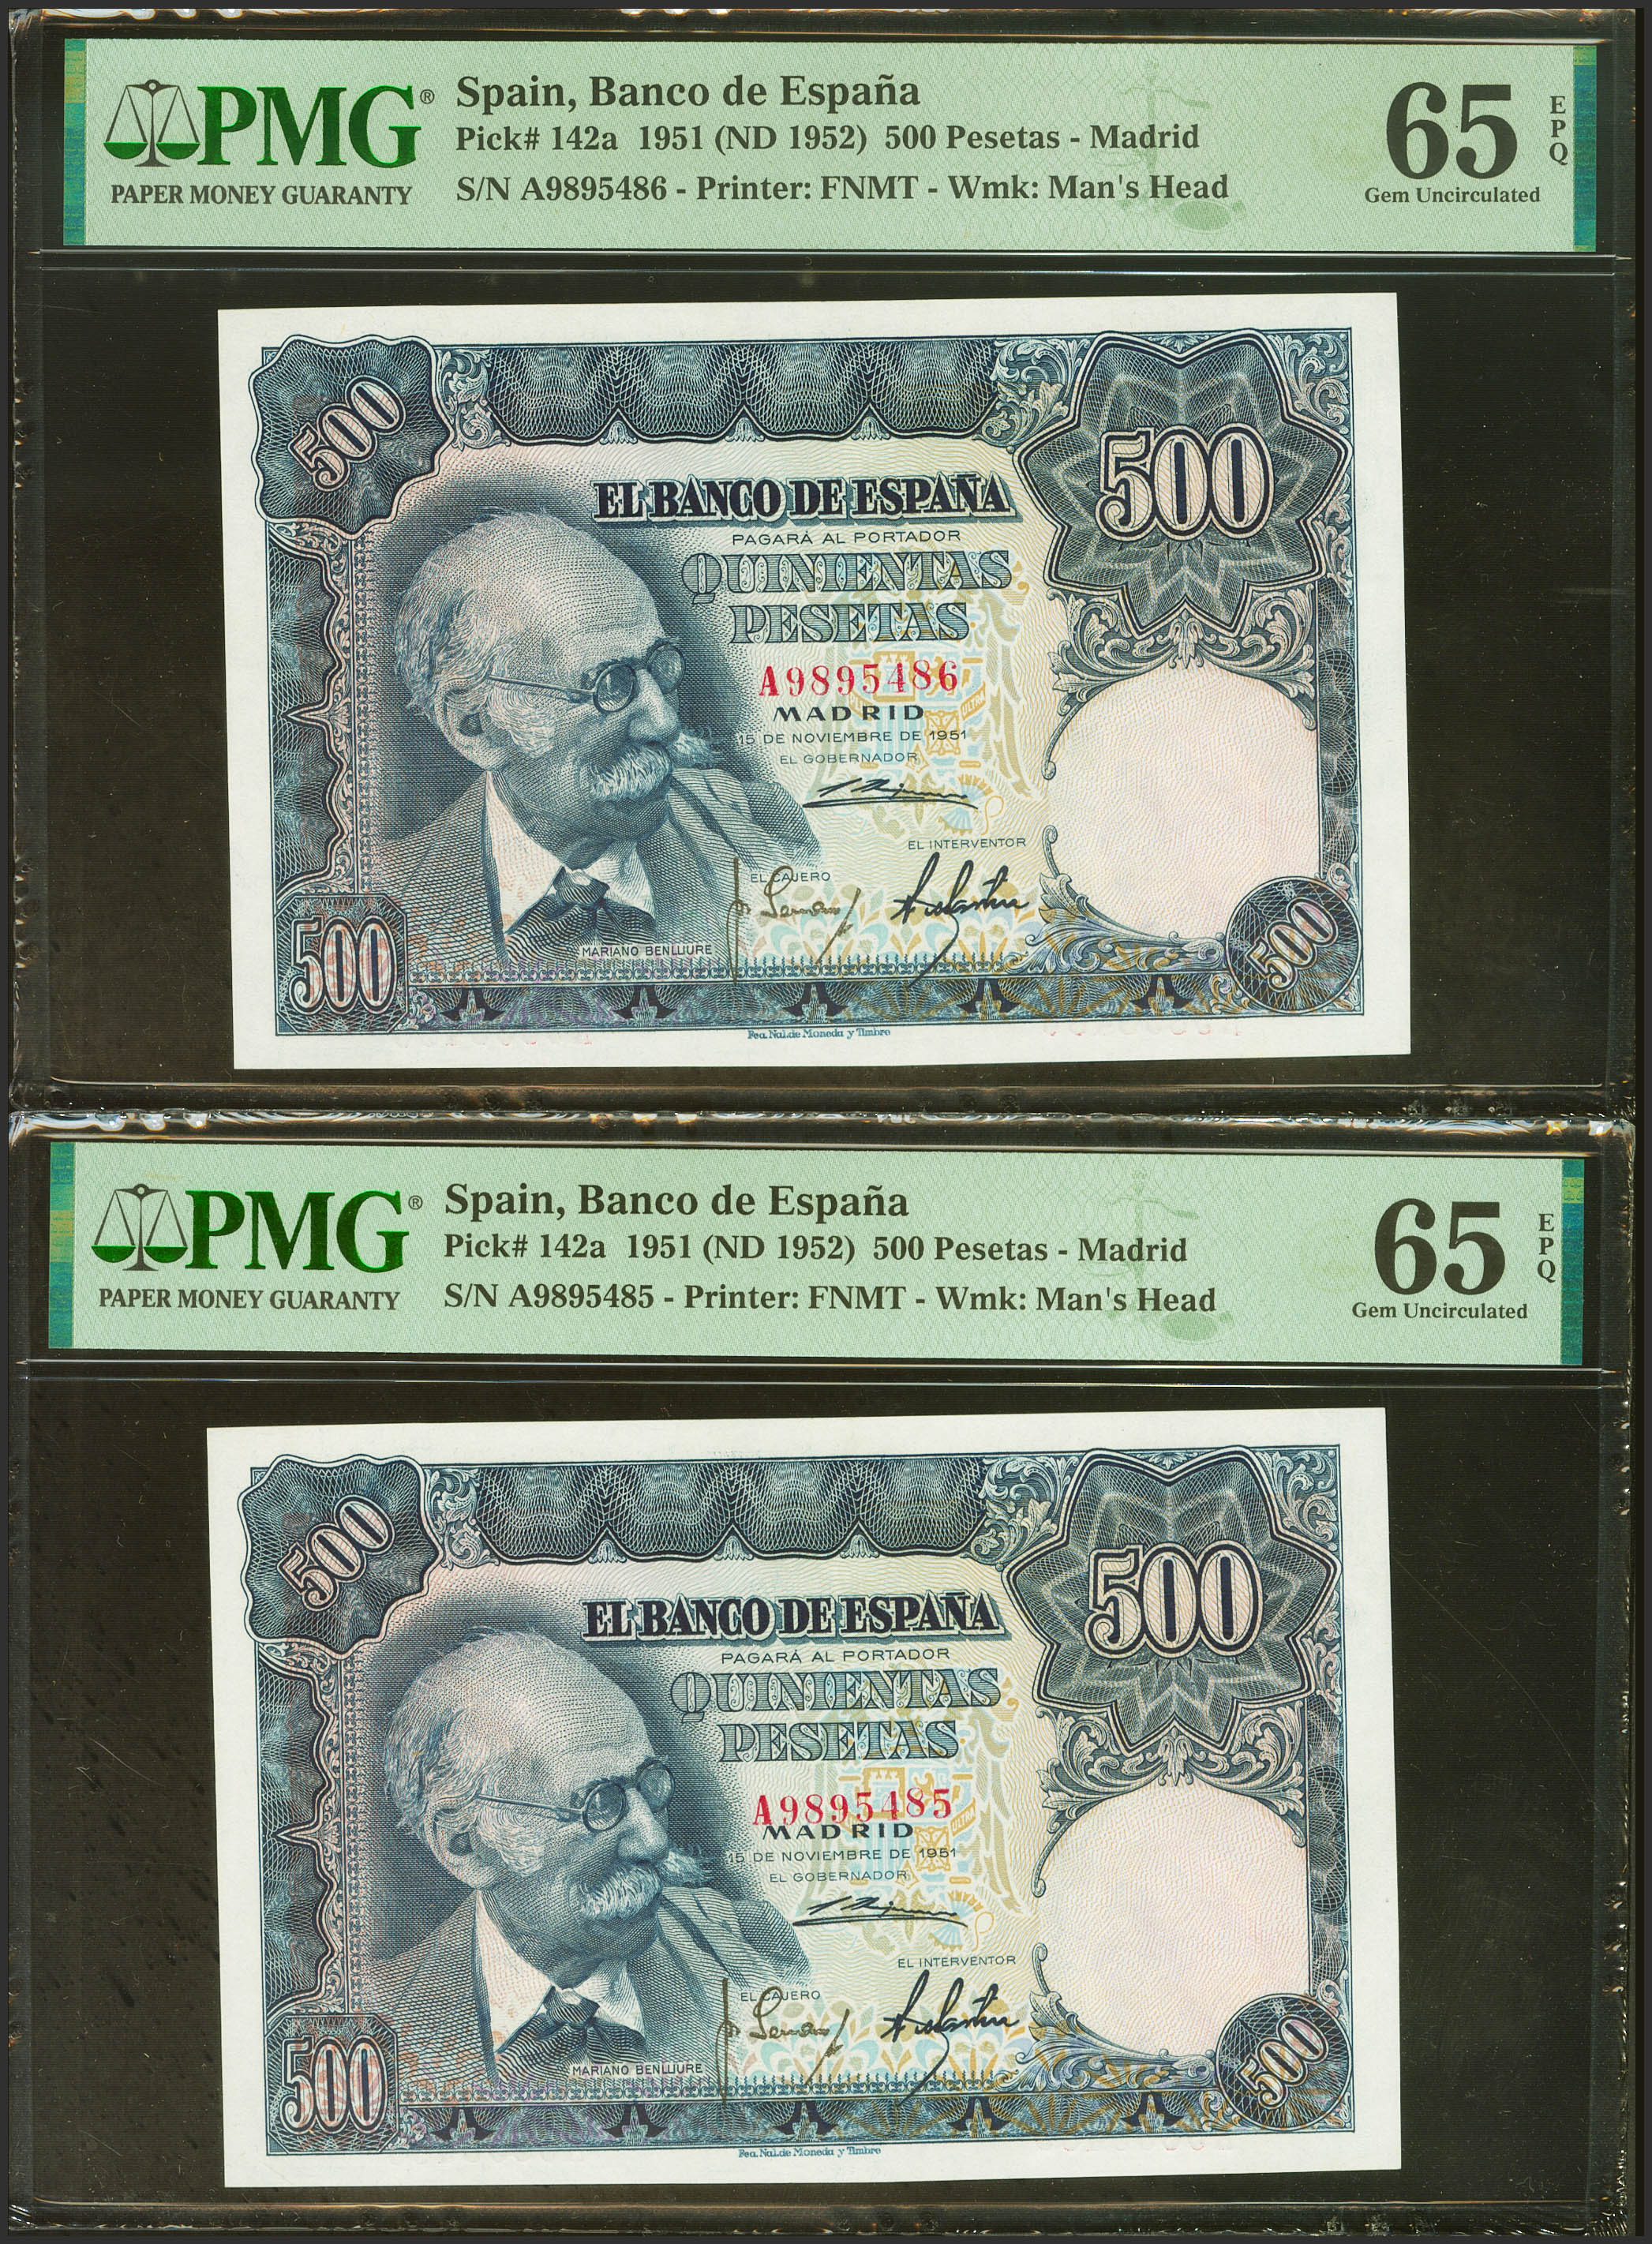 PMG®
PAPER MONEY GUARANTY
Spain, Banco de España
Pick# 142a 1951 (ND 1952) 500 Pesetas - Madrid
S/N A9895486 - Printer: FNMT - Wmk: Man's Head
65
EPQ
Gem Uncirculated
500
500
EL BANCO DE ESPAÑA
PAGARÁ AL PORTADOR
QUINIENTAS
PESETAS
A9895486
MADRID
15 DE NOVIEMBRE DE 1951
EL GOBERNADOR
EL INTERVENTOR
EL CAJERO
MARIANO BENLLIURE
500
500
Fca. Nal. de Moneda y Timbre
PMG®
PAPER MONEY GUARANTY
Spain, Banco de España
Pick# 142a 1951 (ND 1952) 500 Pesetas - Madrid
S/N A9895485 - Printer: FNMT - Wmk: Man's Head
65
EPQ
Gem Uncirculated
500
500
EL BANCO DE ESPAÑA
PAGARÁ AL PORTADOR
QUINIENTAS
PESETAS
A9895485
MADRID
15 DE NOVIEMBRE DE 1951
EL GOBERNADOR
EL INTERVENTOR
EL CAJERO
MARIANO BENLLIURE
500
500
Fca. Nal. de Moneda y Timbre